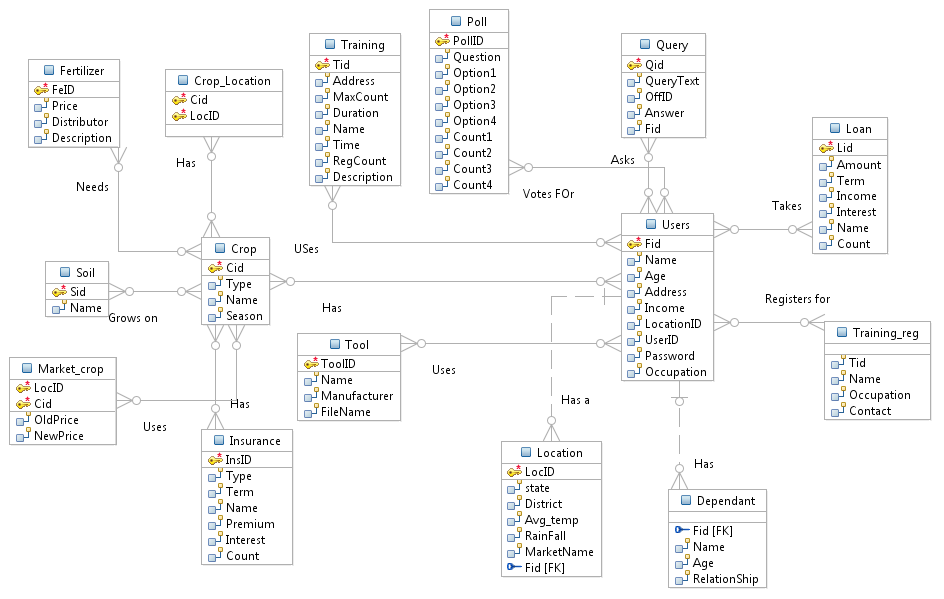 Poll
PollID
Question
Option1
Option2
Option3
Option4
Count1
Count2
Count3
Count4
Training
Tid
Address
MaxCount
Duration
Name
Time
RegCount
Description
Query
Qid
QueryText
OffID
Answer
Fid
Fertilizer
FeID
Price
Distributor
Description
Crop_Location
Cid
LocID
Loan
Lid
Amount
Term
Income
Interest
Name
Count
Has
Asks
Needs
Votes FOr
Takes
Users
Fid
Name
Age
Address
Income
LocationID
UserID
Password
Occupation
Crop
Cid
Type
Name
Season
USes
Soil
Sid
Name
Grows on
Has
Registers for
Training_reg
Tid
Name
Occupation
Contact
Tool
ToolID
Name
Manufacturer
FileName
Uses
Market_crop
LocID
Cid
OldPrice
NewPrice
Has
Uses
Has a
Insurance
InsID
Type
Term
Name
Premium
Interest
Count
Location
LocID
state
District
Avg_temp
RainFall
MarketName
Fid [FK]
Has
Dependant
Fid [FK]
Name
Age
RelationShip